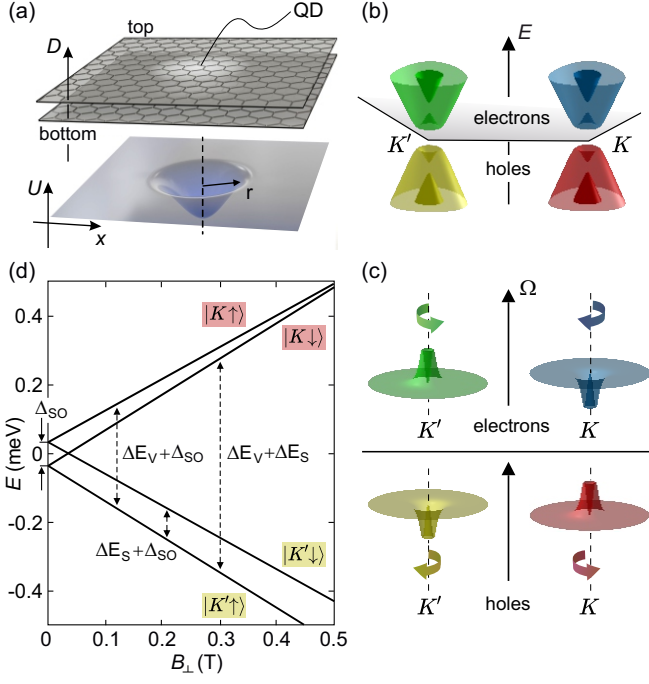 (a)
QD
top
D
bottom
U
r
x
(b)
E
electrons
K′
K
holes
(d)
0.4
0.2
0
-0.2
-0.4
E (meV)
Δ_SO
|K↑⟩
|K↓⟩
ΔE_V+Δ_SO
ΔE_V+ΔE_S
ΔE_S+Δ_SO
|K′↓⟩
|K′↑⟩
0
0.1
0.2
0.3
0.4
0.5
B_⊥(T)
(c)
Ω
K′
electrons
K
K′
holes
K